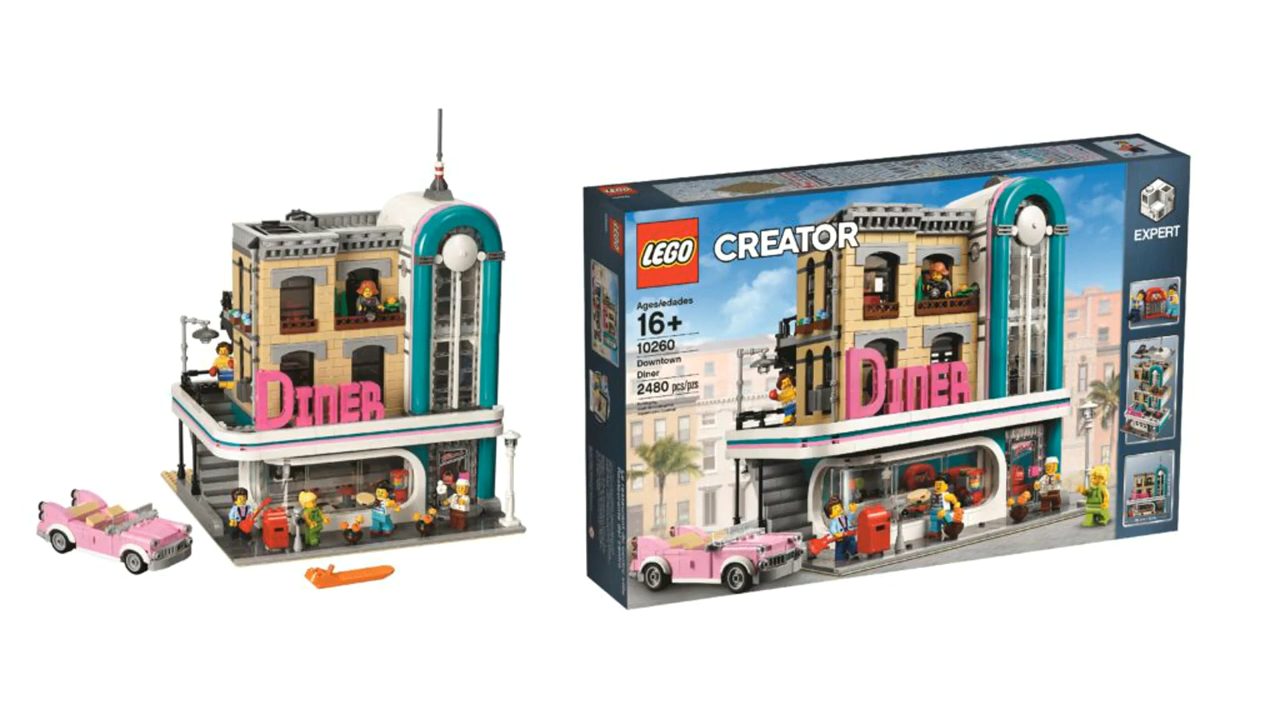 DINER
LEGO
CREATOR
Ages/edades
16+
10260
Downtown
Diner
2480 pcs/pzs
DINER
EXPERT